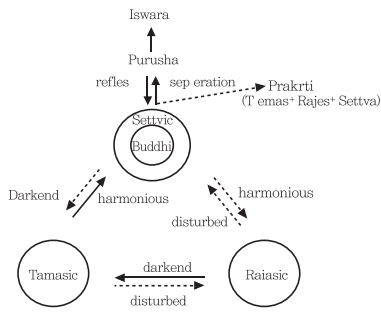 Iswara
Purusha
refles
sep eration
Prakrti
(T emas+ Rajes+ Settva)
Settvic
Buddhi
Darkend
harmonious
harmonious
disturbed
Tamasic
darkend
disturbed
Raiasic